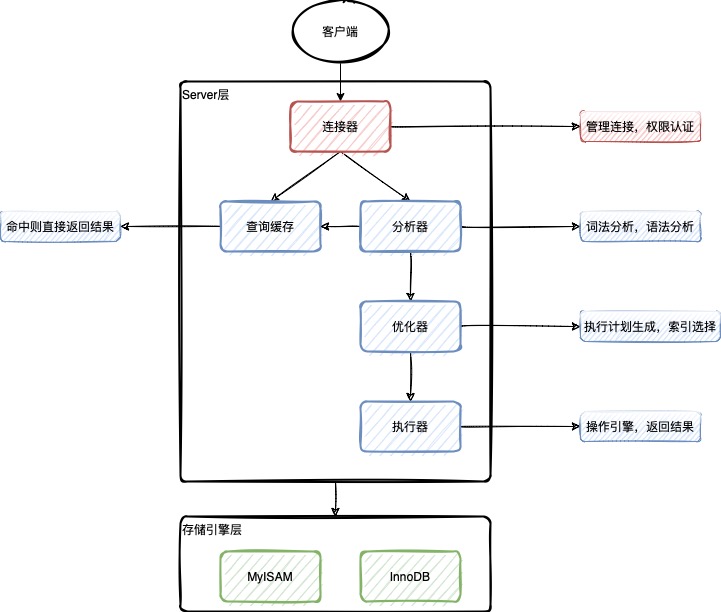 客户端
Server层
连接器
管理连接，权限认证
命中则直接返回结果
查询缓存
分析器
词法分析，语法分析
优化器
执行计划生成，索引选择
执行器
操作引擎，返回结果
存储引擎层
MyISAM
InnoDB